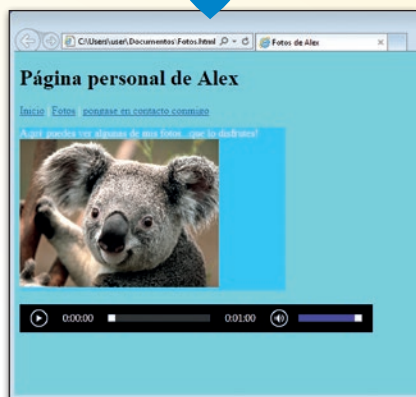 C:\Users\user\Documentos\Fotos.html
Fotos de Alex
Página personal de Alex
Inicio Fotos pongase en contacto conmigo
Aquí puedes ver algunas de mis fotos...que lo disfrutes!
0:00:00 0:01:00